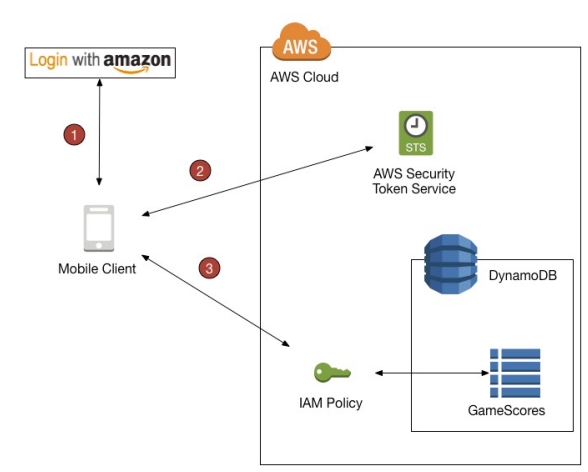 AWS
Login with amazon
AWS Cloud
1
STS
2
AWS Security
Token Service
Mobile Client
3
DynamoDB
IAM Policy
GameScores